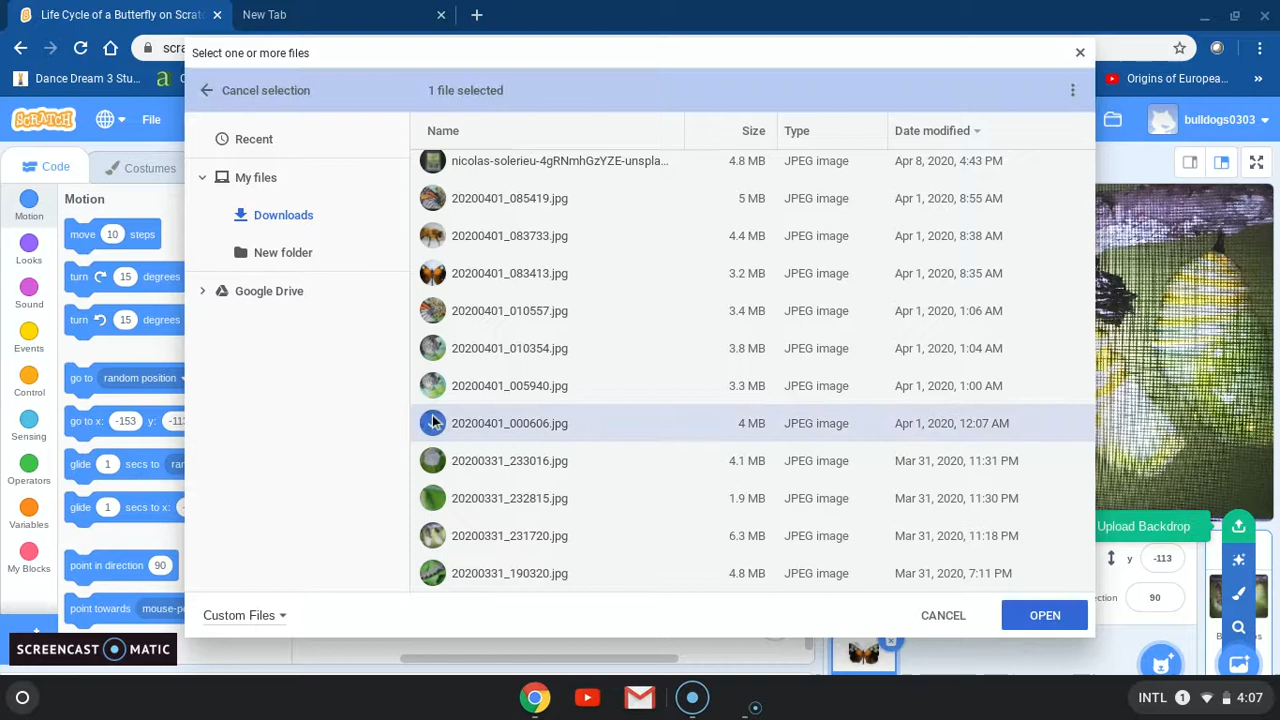 Life Cycle of a Butterfly on Scratc
New Tab
scra
Dance Dream 3 Stu...
Origins of European...
Select one or more files
Cancel selection
1 file selected
Recent
My files
Downloads
New folder
Google Drive
Name Size Type Date modified
nicolas-solerieu-4gRNmhGzYZE-unspla... 4.8 MB JPEG image Apr 8, 2020, 4:43 PM
20200401_085419.jpg 5 MB JPEG image Apr 1, 2020, 8:55 AM
20200401_083733.jpg 4.4 MB JPEG image Apr 1, 2020, 8:38 AM
20200401_083413.jpg 3.2 MB JPEG image Apr 1, 2020, 8:35 AM
20200401_010557.jpg 3.4 MB JPEG image Apr 1, 2020, 1:06 AM
20200401_010354.jpg 3.8 MB JPEG image Apr 1, 2020, 1:04 AM
20200401_005940.jpg 3.3 MB JPEG image Apr 1, 2020, 1:00 AM
20200401_000606.jpg 4 MB JPEG image Apr 1, 2020, 12:07 AM
20200331_233016.jpg 4.1 MB JPEG image Mar 31, 2020, 11:31 PM
20200331_232815.jpg 1.9 MB JPEG image Mar 31, 2020, 11:30 PM
20200331_231720.jpg 6.3 MB JPEG image Mar 31, 2020, 11:18 PM
20200331_190320.jpg 4.8 MB JPEG image Mar 31, 2020, 7:11 PM
Custom Files
CANCEL
OPEN
SCRATCH
File
bulldogs0303
Code
Costumes
Motion
Looks
Sound
Events
Control
Sensing
Operators
Variables
My Blocks
Motion
move 10 steps
turn 15 degrees
turn 15 degrees
go to random position
go to x: -153 y: -11
glide 1 secs to ra
glide 1 secs to x:
point in direction 90
point towards mouse-po
Upload Backdrop
y -113
ection
90
SCREENCAST MATIC
INTL 1 4:07